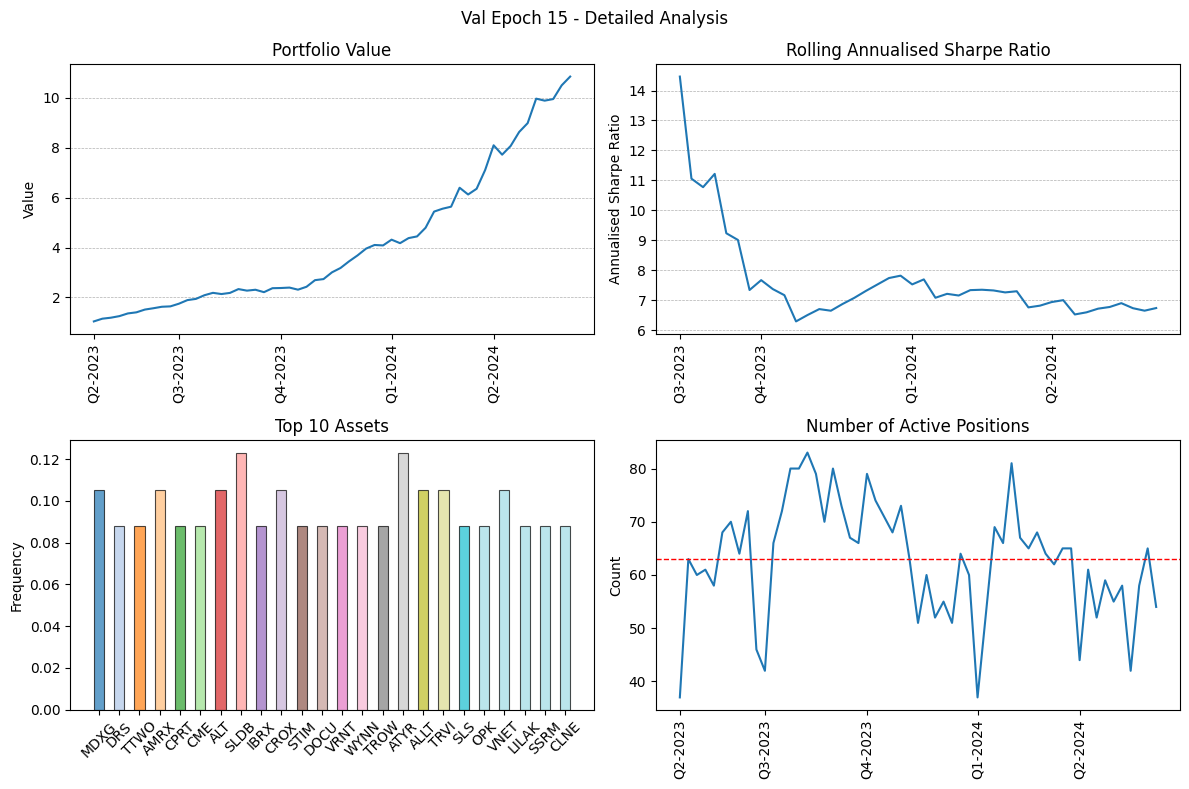 Val Epoch 15 - Detailed Analysis
Portfolio Value
Value
10
8
6
4
2
Q2-2023
Q3-2023
Q4-2023
Q1-2024
Q2-2024
Rolling Annualised Sharpe Ratio
Annualised Sharpe Ratio
14
13
12
11
10
9
8
7
6
Q3-2023
Q4-2023
Q1-2024
Q2-2024
Top 10 Assets
Frequency
0.12
0.10
0.08
0.06
0.04
0.02
0.00
MDXG
DRS
TTWO
AMRX
CPRT
CME
ALT
SLDB
IBRX
CROX
STIM
DOCU
VRNT
WYNN
TROW
ATYR
ALLT
TRVI
SLS
OPK
VNET
LILAK
SSRM
CLNE
Number of Active Positions
Count
80
70
60
50
40
Q2-2023
Q3-2023
Q4-2023
Q1-2024
Q2-2024